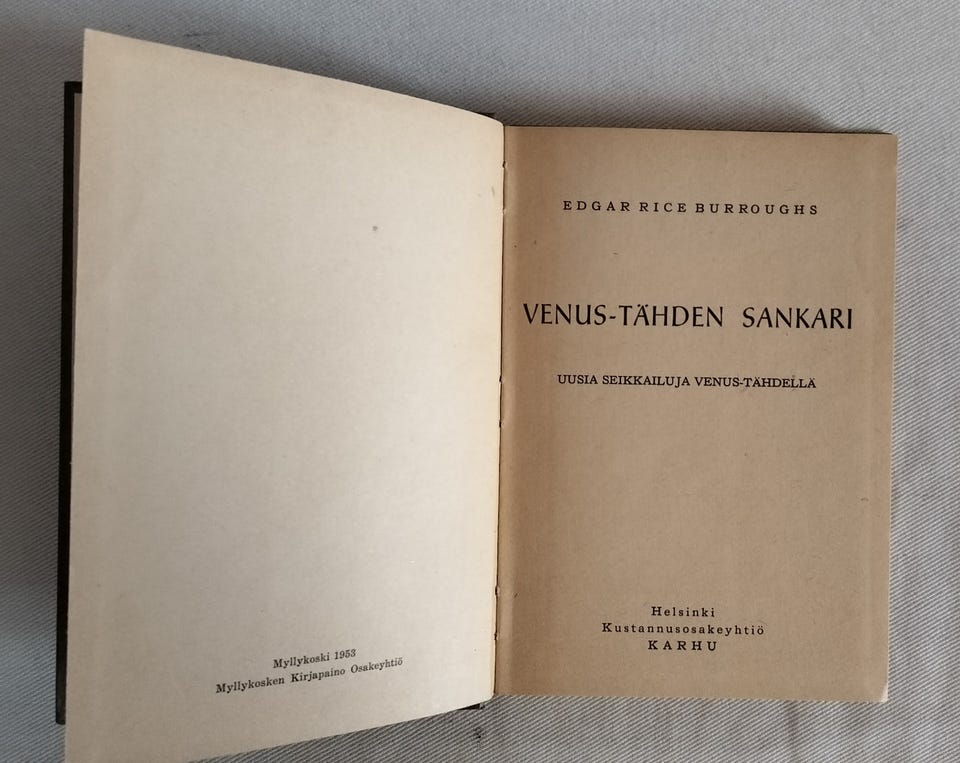 Myllykoski 1953
Myllykosken Kirjapaino Osakeyhtiö
EDGAR RICE BURROUGHS
VENUS-TÄHDEN SANKARI
UUSIA SEIKKAILUJA VENUS-TÄHDELLÄ
Helsinki
Kustannusosakeyhtiö
KARHU